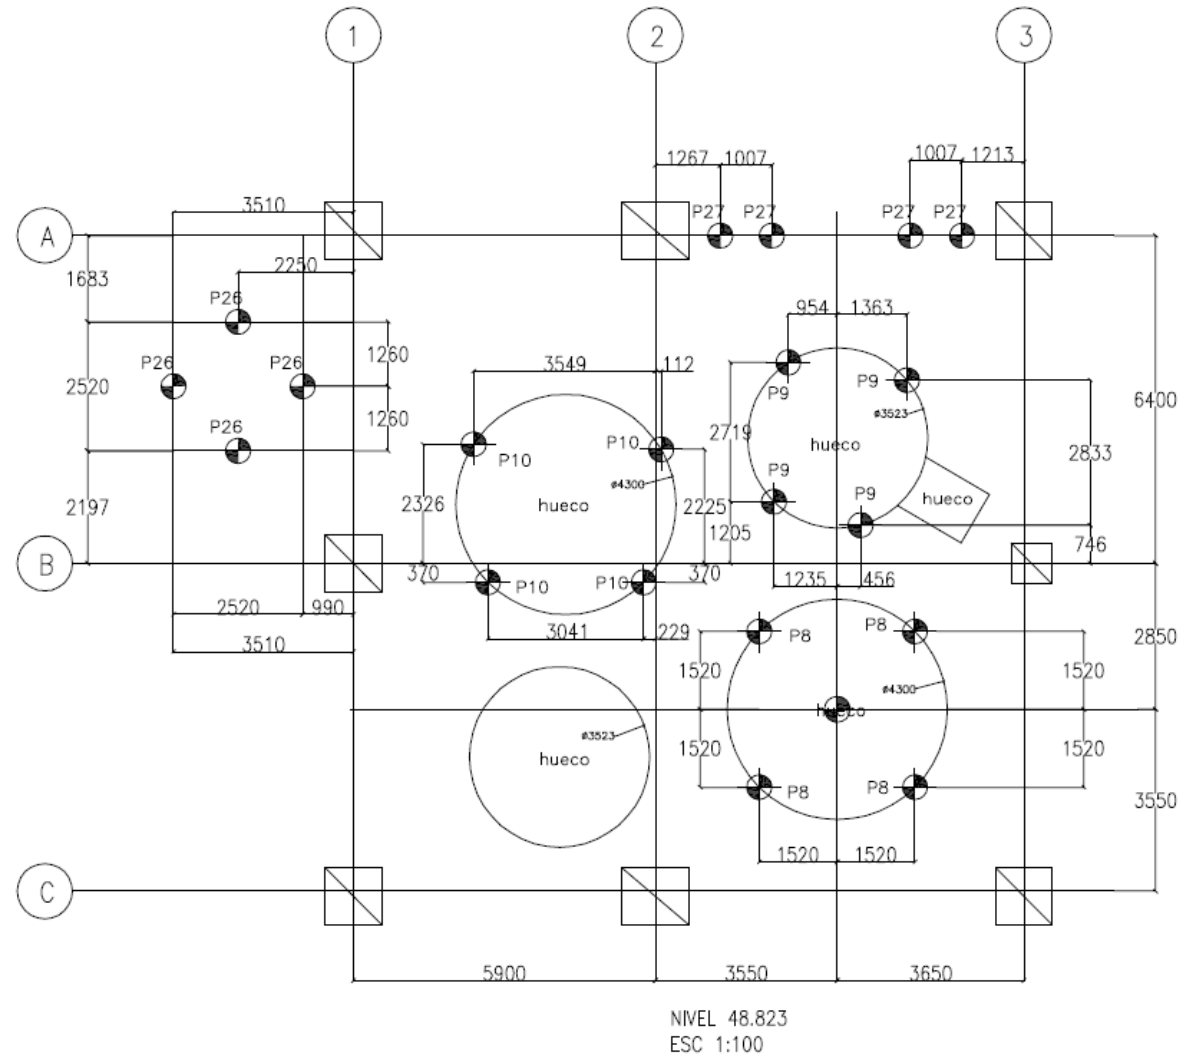 1 2 3
1267 1007 1007 1213
3510
P27 P27 P27 P27
A
1683
2250
P26
954 1363
P26 P26
1260
3549 112
P9
P9
2520
6400
1260
ø3523
P26
2719
hueco
P10
P10
2833
P9
ø4300
hueco
2197
2326
hueco
2225
P9
1205
746
B
370
P10
P10
370
1235 456
2520 990
3041 229
P8
P8
2850
3510
1520
1520
ø4300
hueco
ø3523
1520
1520
hueco
P8
P8
3550
1520 1520
C
5900 3550 3650
NIVEL 48.823
ESC 1:100